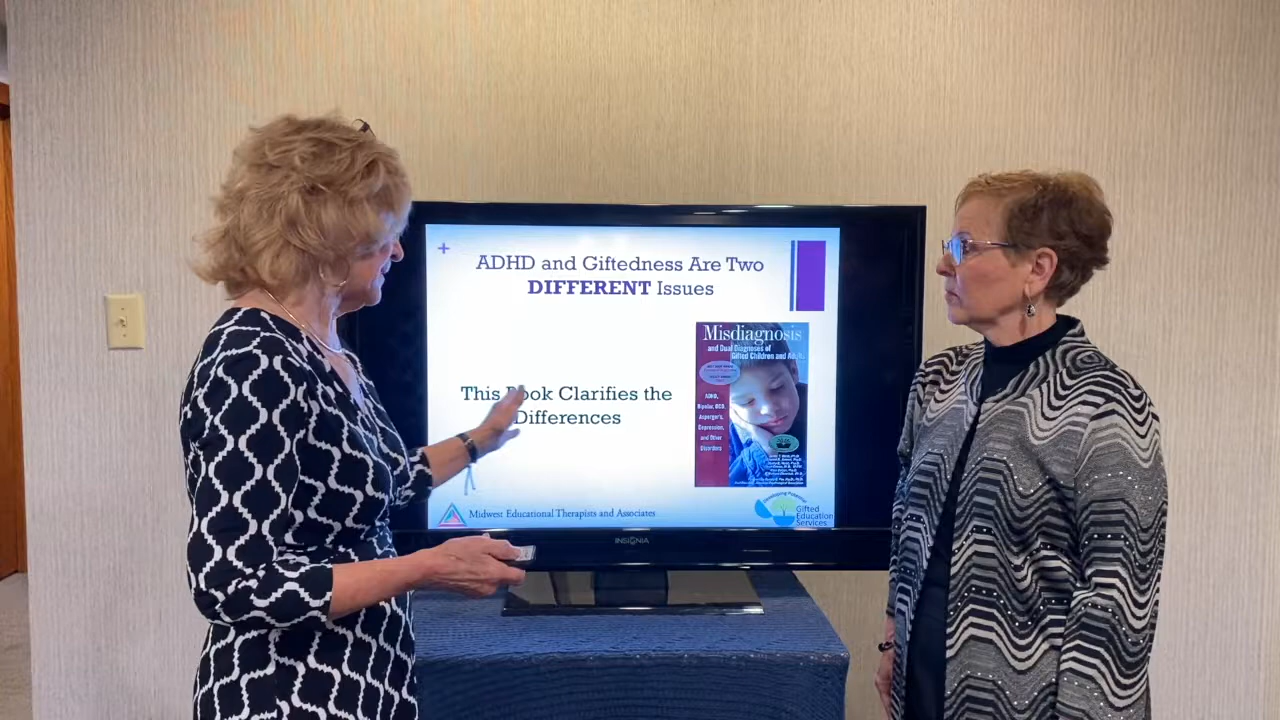 ADHD and Giftedness Are Two
DIFFERENT Issues
This Book Clarifies the
Differences
Misdiagnosis
and Dual Diagnoses of
Gifted Children and Adults
ADHD,
Bipolar, OCD,
Asperger's,
Depression,
and Other
Disorders
Midwest Educational Therapists and Associates
Developing Potential
Gifted
Education
Services
INSIGNIA